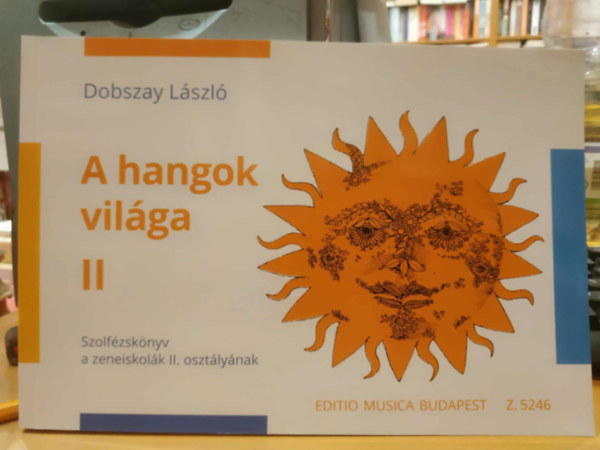 Dobszay László
A hangok
világa
II
Szolfézskönyv
a zeneiskolák II. osztályának
EDITIO MUSICA BUDAPEST Z. 5246